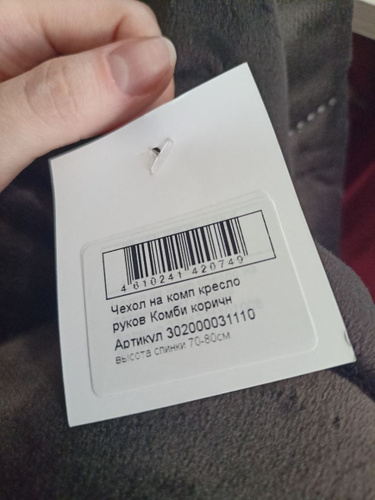 4 610241 420749
Чехол на комп кресло
руков Комби коричн
Артикул 302000031110
высота спинки 70-80см